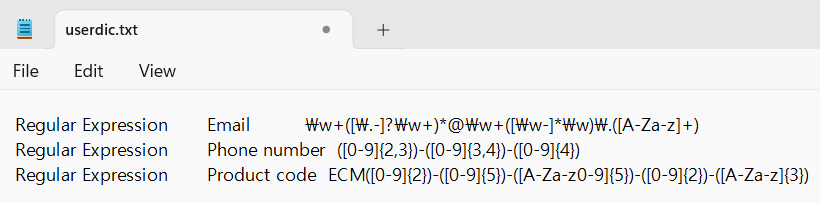 userdic.txt
File Edit View
Regular Expression Email ₩w+([₩.-]?₩w+)*@₩w+([₩w-]*₩w)₩.([A-Za-z]+)
Regular Expression Phone number ([0-9]{2,3})-([0-9]{3,4})-([0-9]{4})
Regular Expression Product code ECM([0-9]{2})-([0-9]{5})-([A-Za-z0-9]{5})-([0-9]{2})-([A-Za-z]{3})